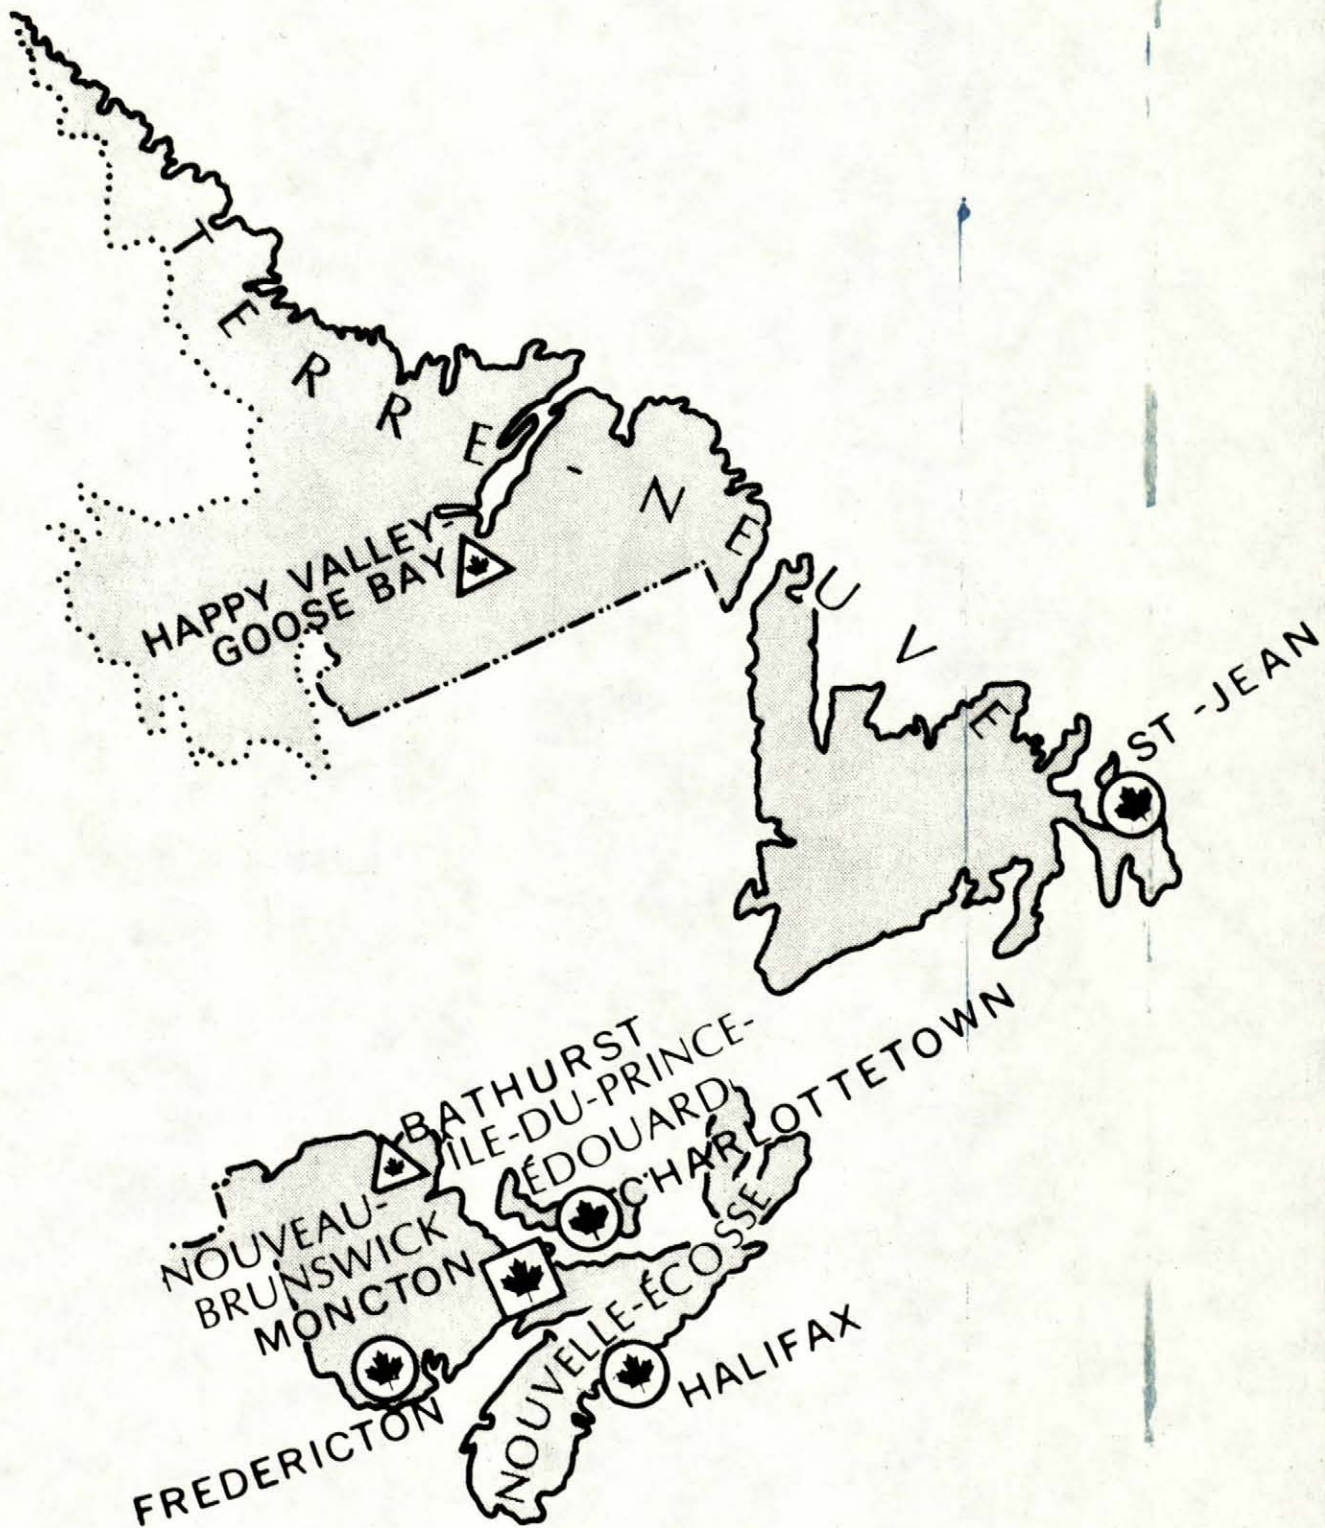 TERRE-NEUVE
HAPPY VALLEY-
GOOSE BAY
ST-JEAN
BATHURST
ÎLE-DU-PRINCE-
ÉDOUARD
CHARLOTTETOWN
NOUVEAU-
BRUNSWICK
MONCTON
NOUVELLE-ÉCOSSE
HALIFAX
FREDERICTON